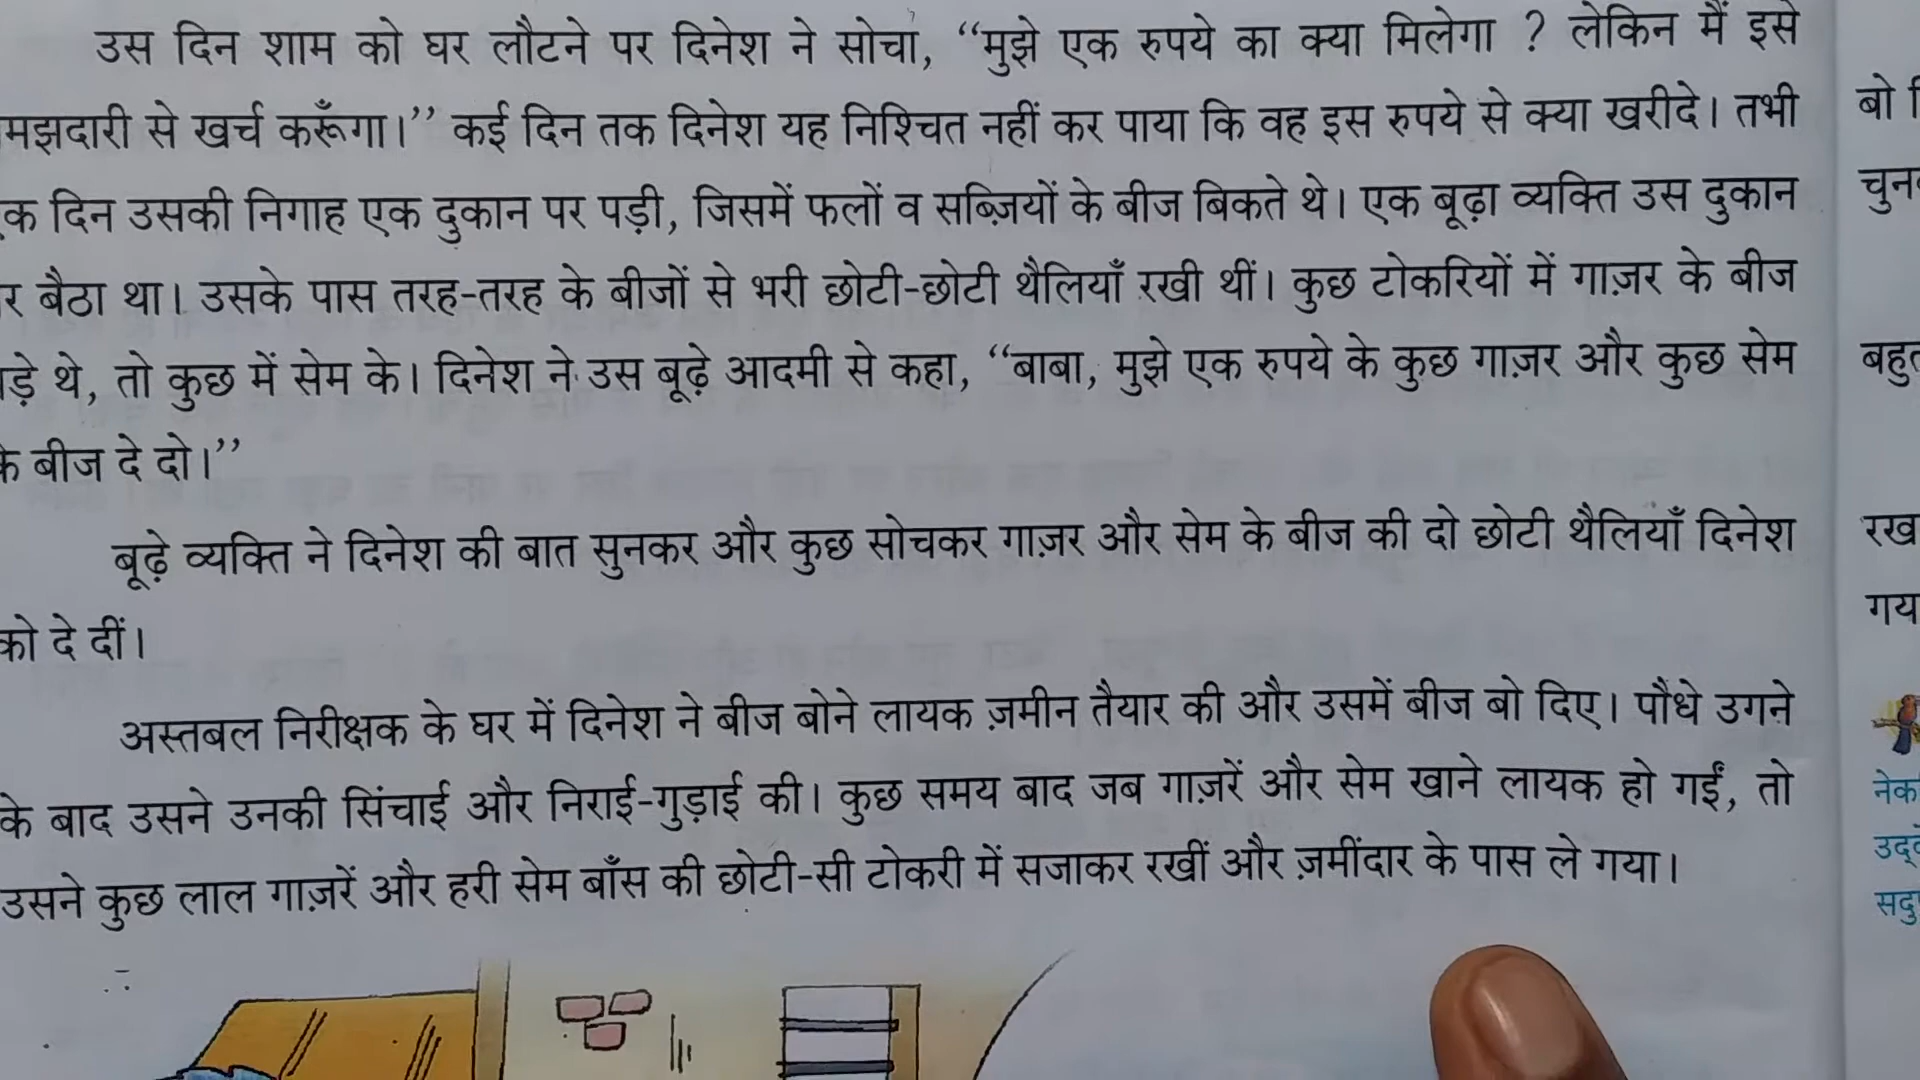 उस दिन शाम को घर लौटने पर दिनेश ने सोचा, “मुझे एक रुपये का क्या मिलेगा ? लेकिन मैं इसे
मझदारी से खर्च करूँगा।” कई दिन तक दिनेश यह निश्चित नहीं कर पाया कि वह इस रुपये से क्या खरीदे। तभी
क दिन उसकी निगाह एक दुकान पर पड़ी, जिसमें फलों व सब्ज़ियों के बीज बिकते थे। एक बूढ़ा व्यक्ति उस दुकान
र बैठा था। उसके पास तरह-तरह के बीजों से भरी छोटी-छोटी थैलियाँ रखी थीं। कुछ टोकरियों में गाज़र के बीज
ड़े थे, तो कुछ में सेम के। दिनेश ने उस बूढ़े आदमी से कहा, “बाबा, मुझे एक रुपये के कुछ गाज़र और कुछ सेम
के बीज दे दो।”
बूढ़े व्यक्ति ने दिनेश की बात सुनकर और कुछ सोचकर गाज़र और सेम के बीज की दो छोटी थैलियाँ दिनेश
को दे दीं।
अस्तबल निरीक्षक के घर में दिनेश ने बीज बोने लायक ज़मीन तैयार की और उसमें बीज बो दिए। पौधे उगने
के बाद उसने उनकी सिंचाई और निराई-गुड़ाई की। कुछ समय बाद जब गाज़रें और सेम खाने लायक हो गईं, तो
उसने कुछ लाल गाज़रें और हरी सेम बाँस की छोटी-सी टोकरी में सजाकर रखीं और ज़मींदार के पास ले गया।
बो
चुन
बहुत
रख
गय
नेक
सदु